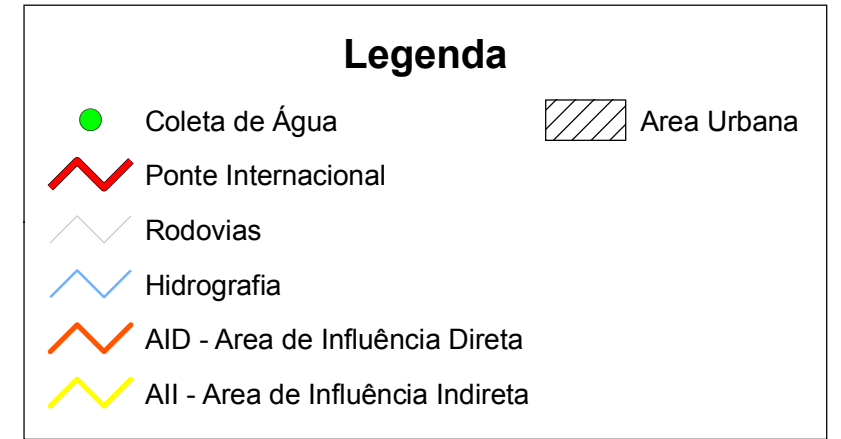 Legenda
Coleta de Água
Area Urbana
Ponte Internacional
Rodovias
Hidrografia
AID - Area de Influência Direta
AII - Area de Influência Indireta